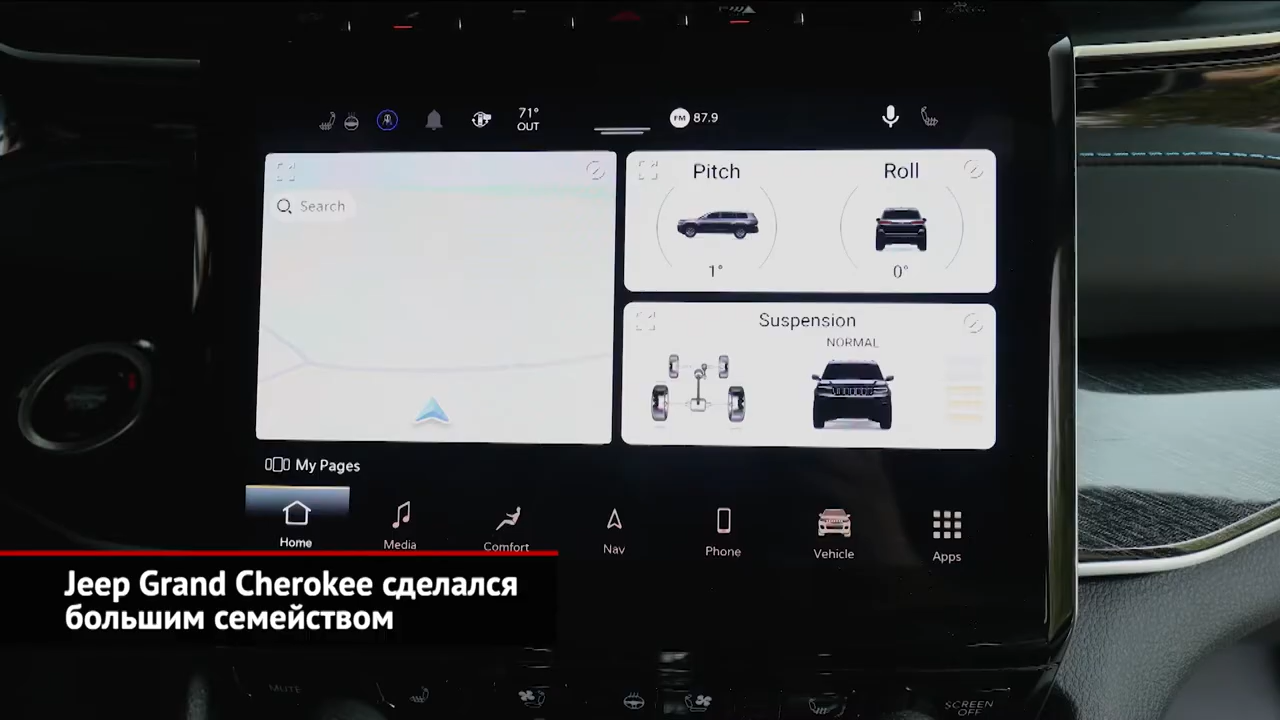 71°
OUT
FM 87.9
Search
Pitch
Roll
1°
0°
Suspension
NORMAL
My Pages
Home
Media
Comfort
Nav
Phone
Vehicle
Apps
Jeep Grand Cherokee сделался
большим семейством
MUTE
SCREEN
OFF